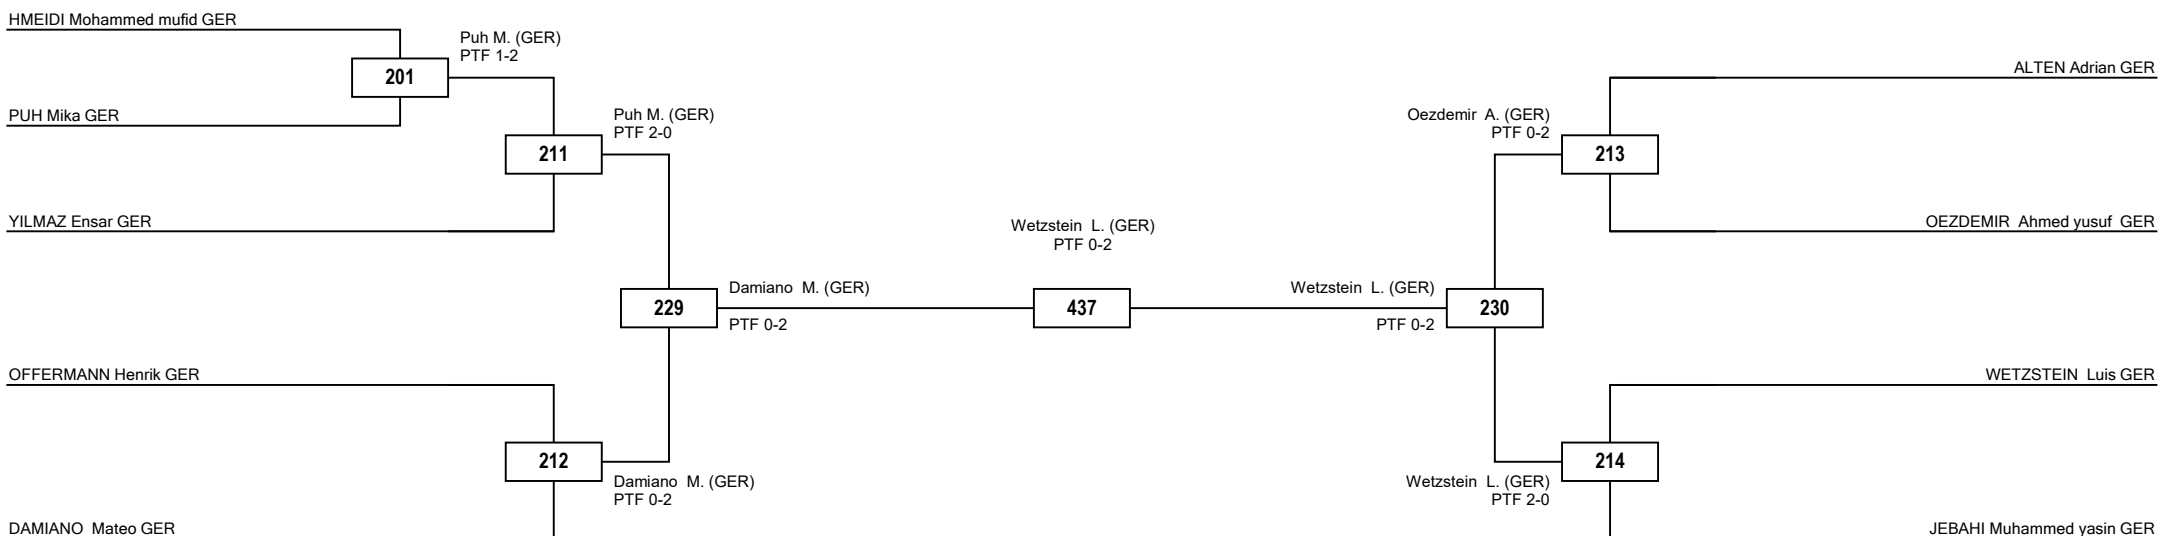 HMEIDI Mohammed mufid GER
Puh M. (GER)
PTF 1-2
201
PUH Mika GER
Puh M. (GER)
PTF 2-0
211
YILMAZ Ensar GER
229
Damiano  M. (GER)
PTF 0-2
OFFERMANN Henrik GER
212
Damiano  M. (GER)
PTF 0-2
DAMIANO  Mateo GER
Wetzstein  L. (GER)
PTF 0-2
437
ALTEN Adrian GER
Oezdemir  A. (GER)
PTF 0-2
213
OEZDEMIR  Ahmed yusuf  GER
Wetzstein  L. (GER)
PTF 0-2
230
WETZSTEIN  Luis GER
214
Wetzstein  L. (GER)
PTF 2-0
JEBAHI Muhammed yasin GER